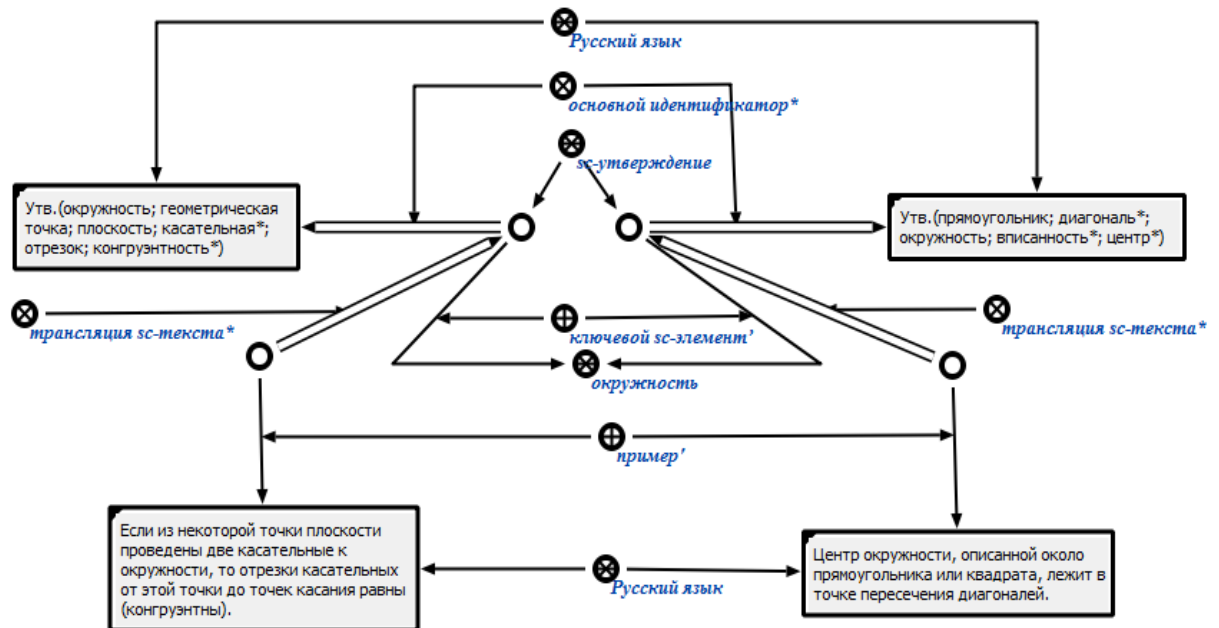 Русский язык
основной идентификатор*
sc-утверждение
Утв.(окружность; геометрическая
точка; плоскость; касательная*;
отрезок; конгруэнтность*)
Утв.(прямоугольник; диагональ*;
окружность; вписанность*; центр*)
трансляция sc-текста*
ключевой sc-элемент'
трансляция sc-текста*
окружность
пример'
Если из некоторой точки плоскости
проведены две касательные к
окружности, то отрезки касательных
от этой точки до точек касания равны
(конгруэнтны).
Русский язык
Центр окружности, описанной около
прямоугольника или квадрата, лежит в
точке пересечения диагоналей.